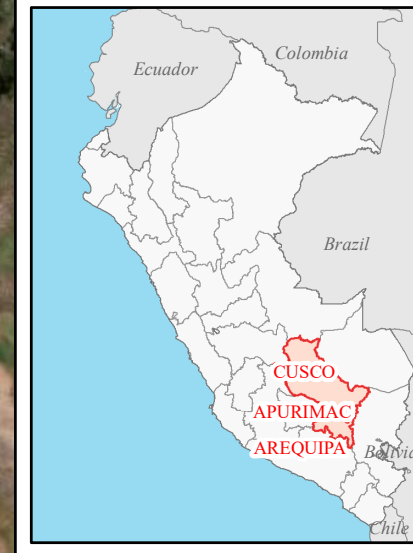 Colombia
Ecuador
Brazil
CUSCO
APURIMAC
AREQUIPA
Bolivia
Chile